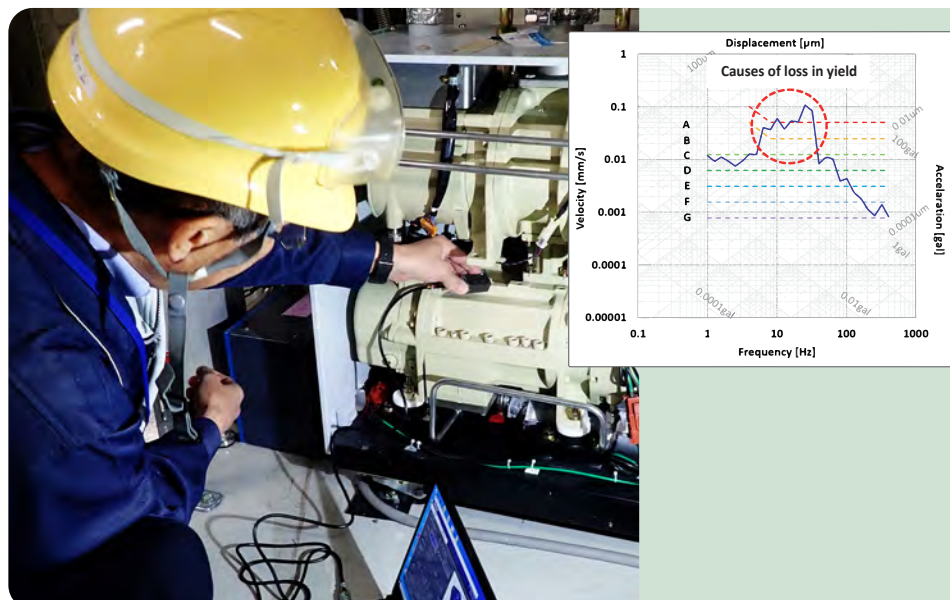 Displacement [µm]
Causes of loss in yield
1
0.1
0.01
0.001
0.0001
0.00001
Velocity [mm/s]
A
B
C
D
E
F
G
100um
0.01um
100gal
0.0001um
1gal
0.0001gal
0.01gal
Accelaration [gal]
0.1 1 10 100 1000
Frequency [Hz]